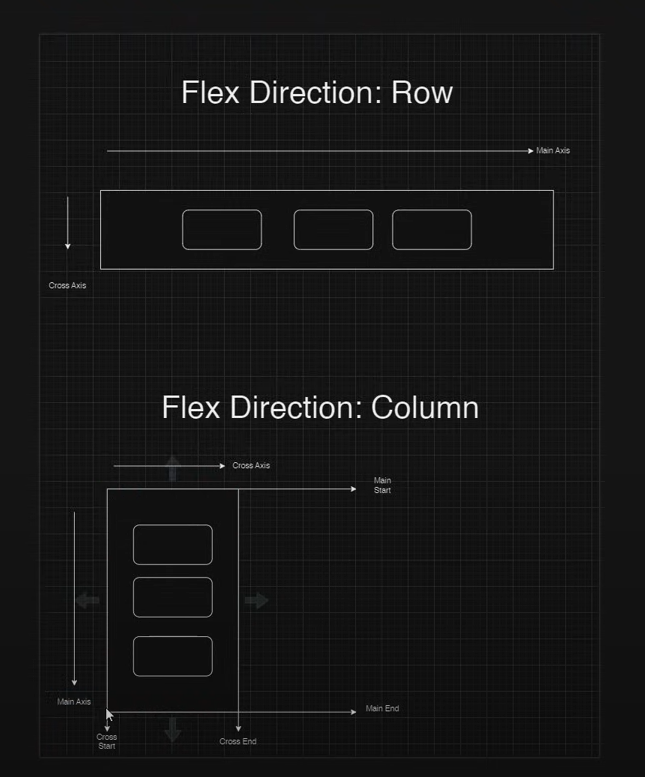 Flex Direction: Row
Main Axis
Cross Axis
Flex Direction: Column
Cross Axis
Main
Start
Main Axis
Main End
Cross
Start
Cross End